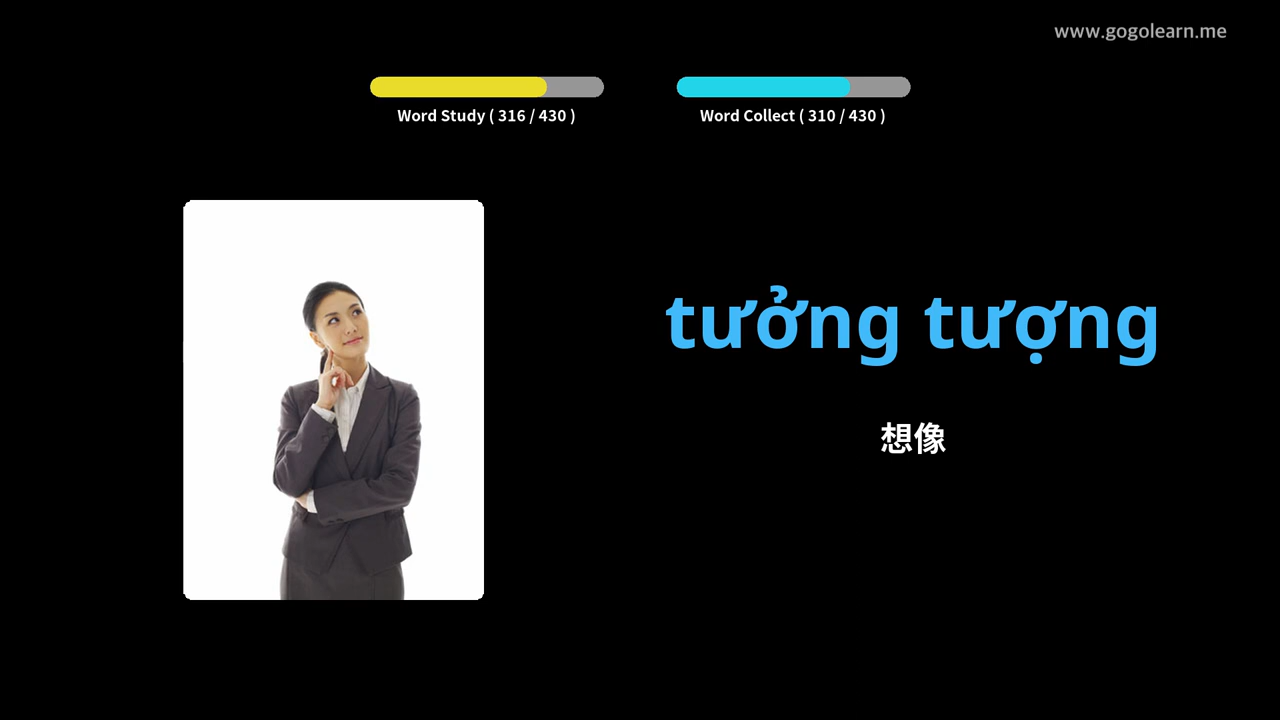 www.gogolearn.me
Word Study ( 316 / 430 )
Word Collect ( 310 / 430 )
tưởng tượng
想像